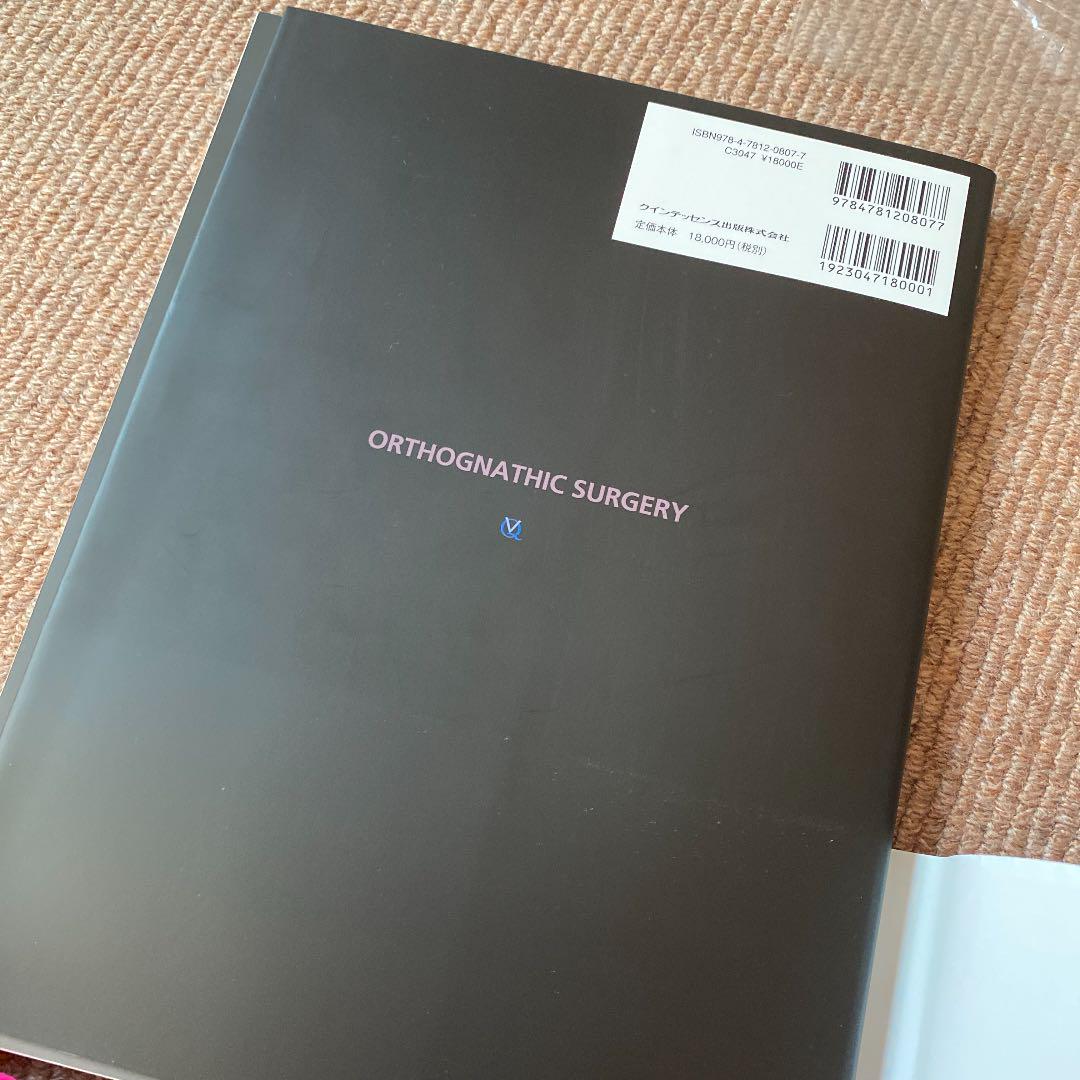 ISBN978-4-7812-0807-7
C3047 ¥18000E
9784781208077
クインテッセンス出版株式会社
定価本体 18,000円(税別)
1923047180001
ORTHOGNATHIC SURGERY